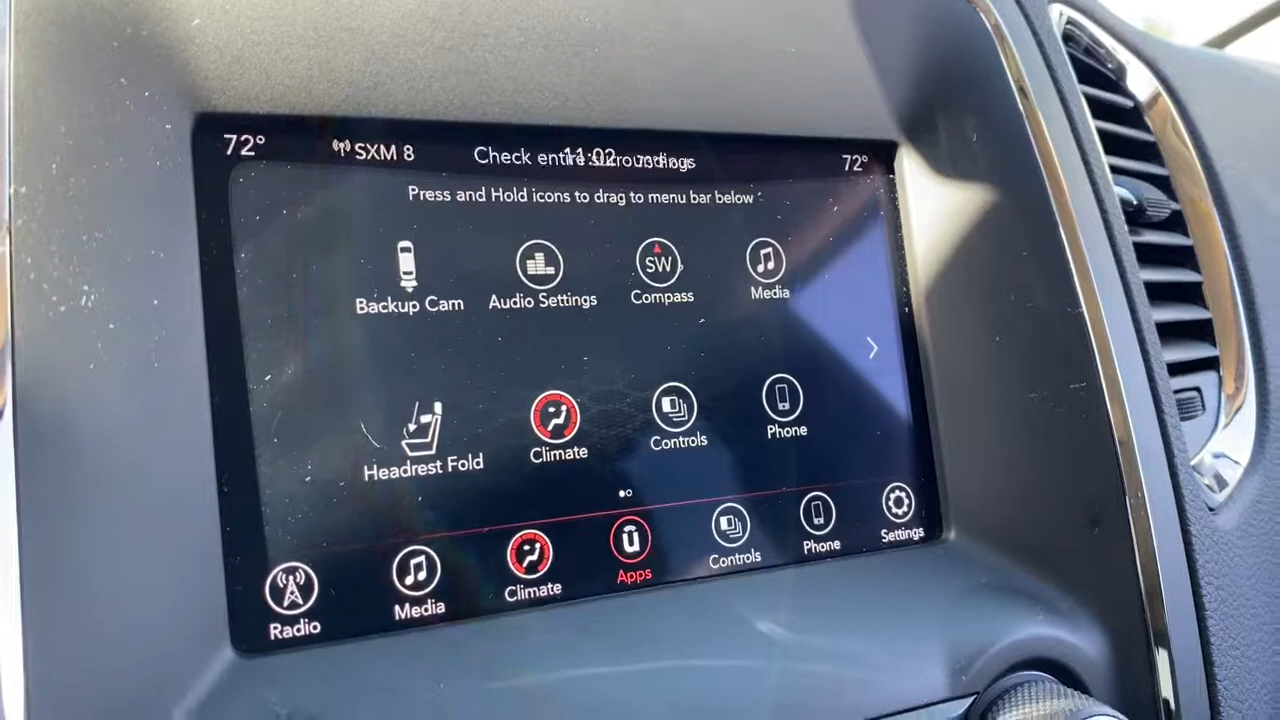 72° SXM 8 Check entire surroundings 11:02 72°
Press and Hold icons to drag to menu bar below
Backup Cam Audio Settings SW Compass Media
Headrest Fold Climate Controls Phone
Radio Media Climate Apps Controls Phone Settings